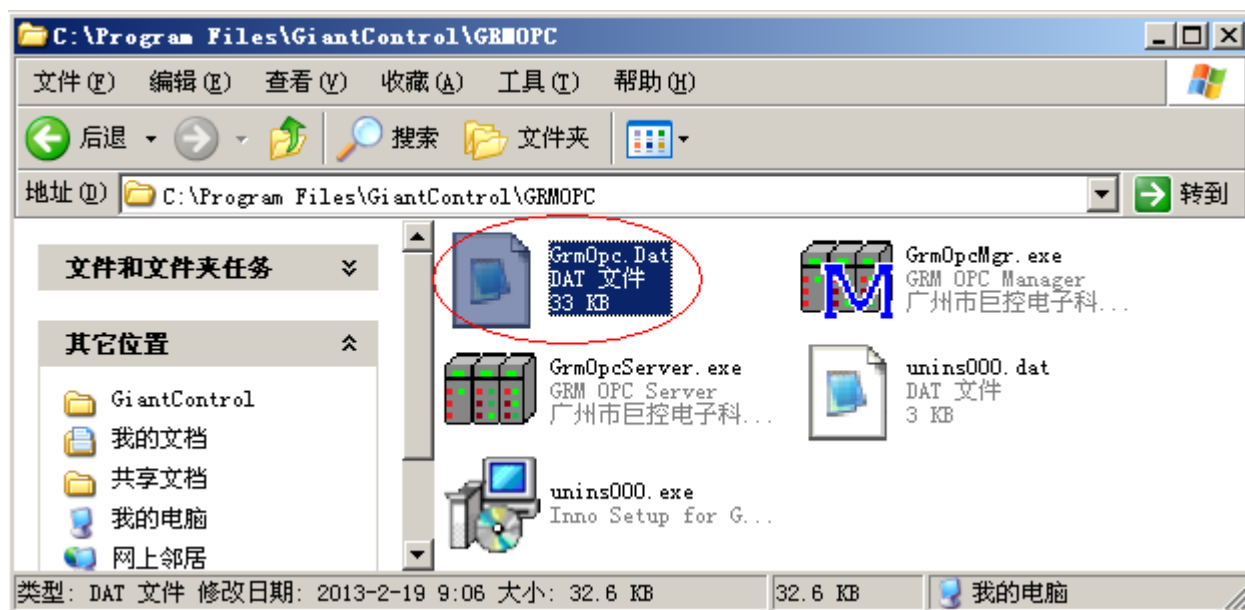 C:\Program Files\GiantControl\GRMOPC
文件(F) 编辑(E) 查看(V) 收藏(A) 工具(T) 帮助(H)
后退 搜索 文件夹
地址(D) C:\Program Files\GiantControl\GRMOPC 转到
文件和文件夹任务
其它位置
GiantControl
我的文档
共享文档
我的电脑
网上邻居
GrmOpc.Dat
DAT 文件
33 KB
GrmOpcMgr.exe
GRM OPC Manager
广州市巨控电子科...
GrmOpcServer.exe
GRM OPC Server
广州市巨控电子科...
unins000.dat
DAT 文件
3 KB
unins000.exe
Inno Setup for G...
类型: DAT 文件 修改日期: 2013-2-19 9:06 大小: 32.6 KB 32.6 KB 我的电脑